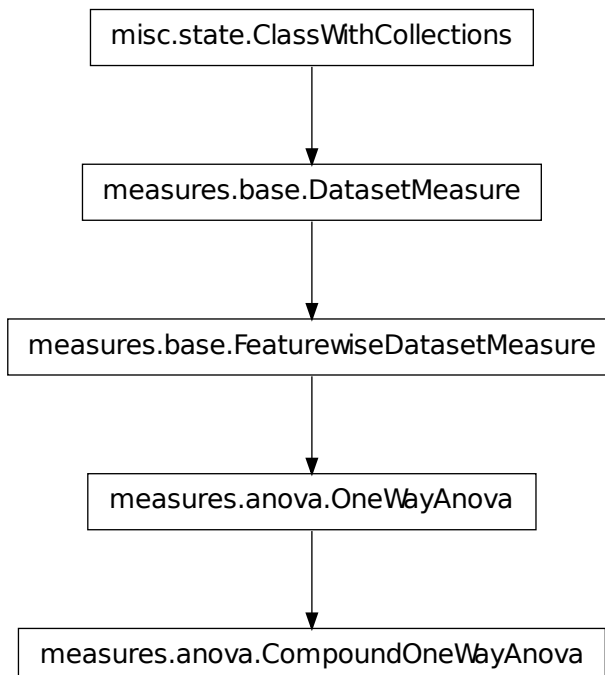 misc.state.ClassWithCollections
measures.base.DatasetMeasure
measures.base.FeaturewiseDatasetMeasure
measures.anova.OneWayAnova
measures.anova.CompoundOneWayAnova